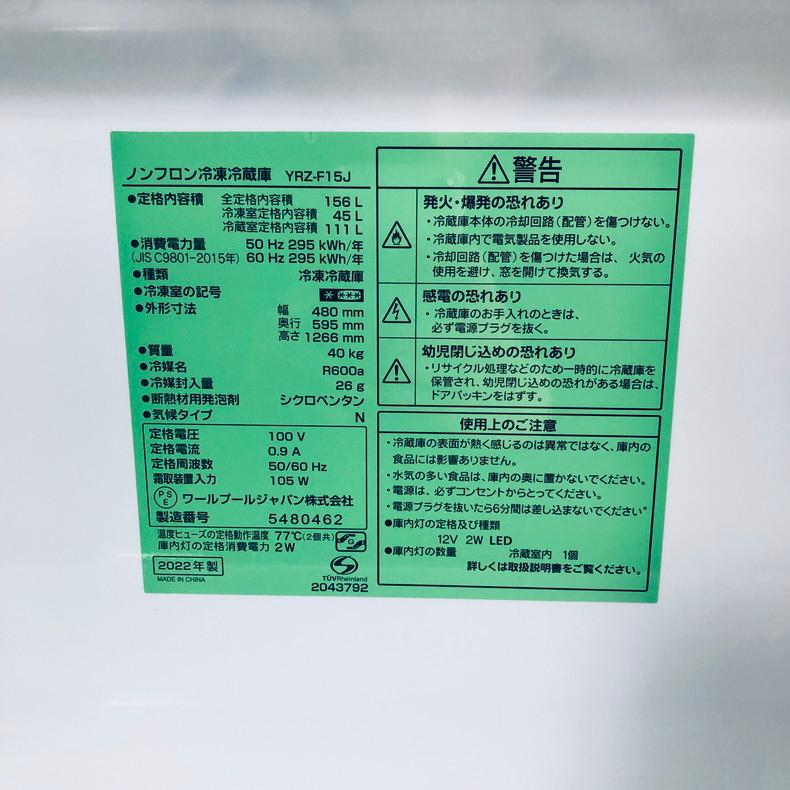 ノンフロン冷凍冷蔵庫 YRZ-F15J
●定格内容積 全定格内容積 156 L
冷凍室定格内容積 45 L
冷蔵室定格内容積 111 L
●消費電力量 50 Hz 295 kWh/年
(JIS C9801-2015年) 60 Hz 295 kWh/年
●種類 冷凍冷蔵庫
●冷凍室の記号 * ***
●外形寸法 幅 480 mm
奥行 595 mm
高さ 1266 mm
●質量 40 kg
●冷媒名 R600a
●冷媒封入量 26 g
●断熱材用発泡剤 シクロペンタン
●気候タイプ N
定格電圧 100 V
定格電流 0.9 A
定格周波数 50/60 Hz
霜取装置入力 105 W
PSE ワールプールジャパン株式会社
製造番号 5480462
温度ヒューズの定格動作温度 77℃(2個共)
庫内灯の定格消費電力 2 W
G
2022年製
MADE IN CHINA
TÜVRheinland
2043792
⚠警告
発火・爆発の恐れあり
・冷蔵庫本体の冷却回路(配管)を傷つけない。
・冷蔵庫内で電気製品を使用しない。
・冷却回路(配管)を傷つけた場合は、火気の
使用を避け、窓を開けて換気する。
感電の恐れあり
・冷蔵庫のお手入れのときは、
必ず電源プラグを抜く。
幼児閉じ込めの恐れあり
・リサイクル処理などのため一時的に冷蔵庫を
保管され、幼児閉じ込めの恐れがある場合は、
ドアパッキンをはずす。
使用上のご注意
・冷蔵庫の表面が熱く感じるのは異常ではなく、庫内の
食品には影響ありません。
・水気の多い食品は、庫内の奥に置かないでください。
・電源は、必ずコンセントからとってください。
・電源プラグを抜いたら6分間は差し込まないでください。
●庫内灯の定格及び種類
12V 2W LED
●庫内灯の数量 冷蔵室内 1個
詳しくは取扱説明書をご覧ください。